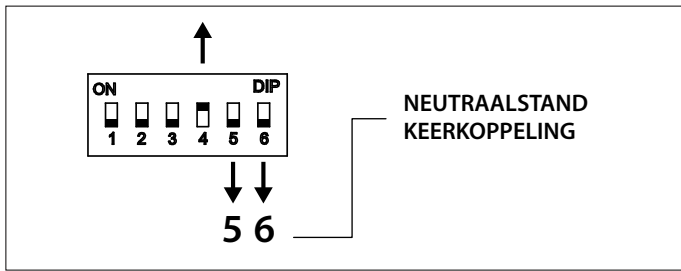 ON DIP
1 2 3 4 5 6
5 6
NEUTRAALSTAND
KEERKOPPELING